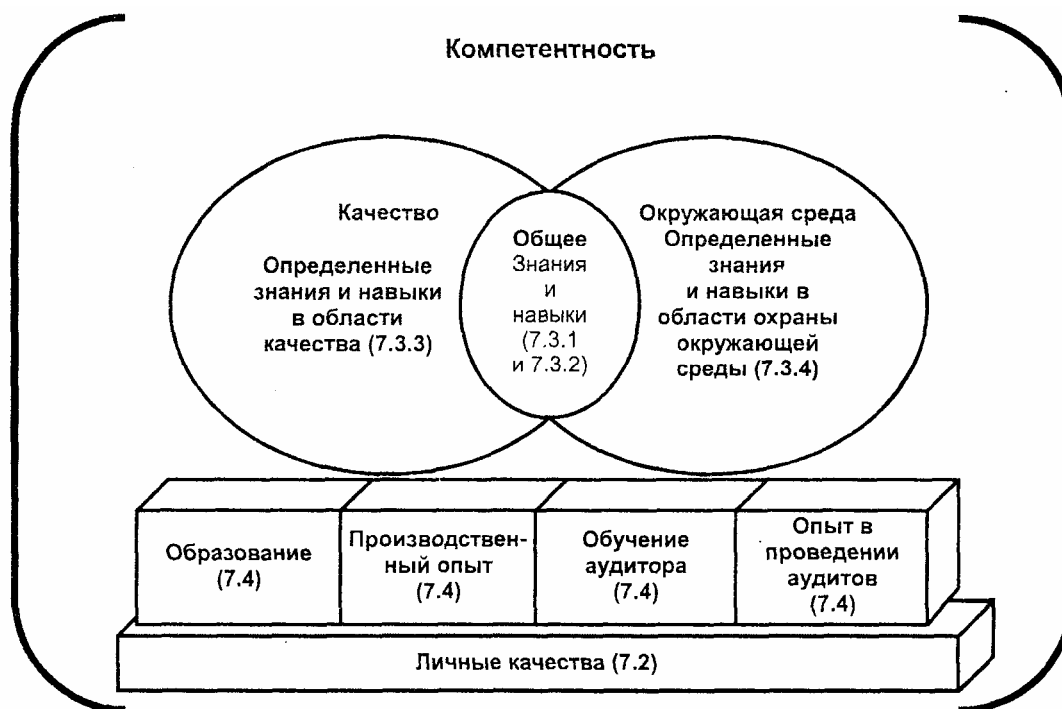 Компетентность
Качество
Определенные
знания и навыки
в области
качества (7.3.3)
Общее
Знания
и
навыки
(7.3.1
и 7.3.2)
Окружающая среда
Определенные
знания
и навыки в
области охраны
окружающей
среды (7.3.4)
Образование
(7.4)
Производствен-
ный опыт
(7.4)
Обучение
аудитора
(7.4)
Опыт в
проведении
аудитов
(7.4)
Личные качества (7.2)